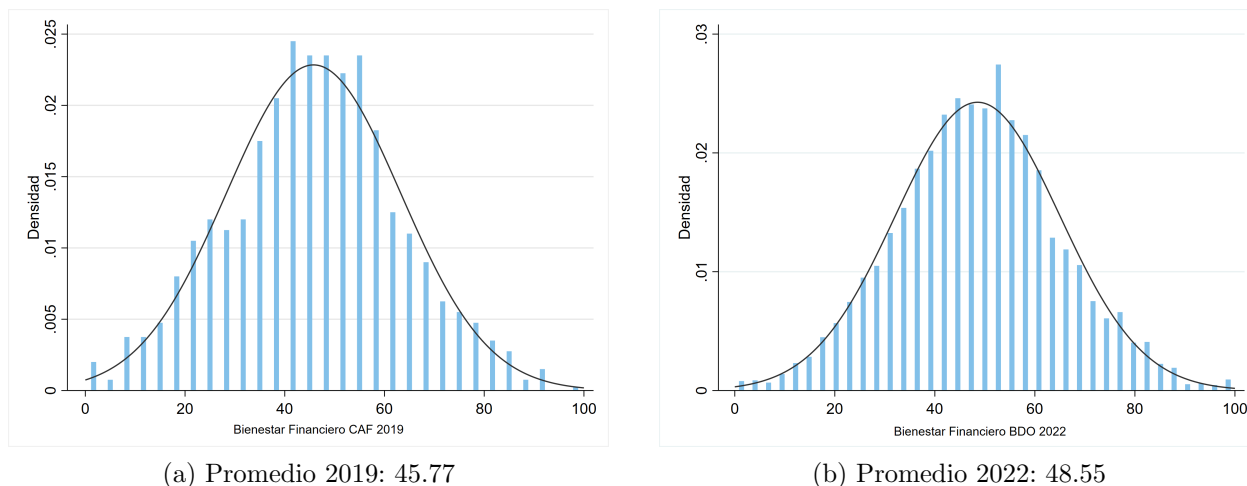 Densidad
.025
.02
.015
.01
.005
0
0 20 40 60 80 100
Bienestar Financiero CAF 2019
(a) Promedio 2019: 45.77
Densidad
.03
.02
.01
0
0 20 40 60 80 100
Bienestar Financiero BDO 2022
(b) Promedio 2022: 48.55